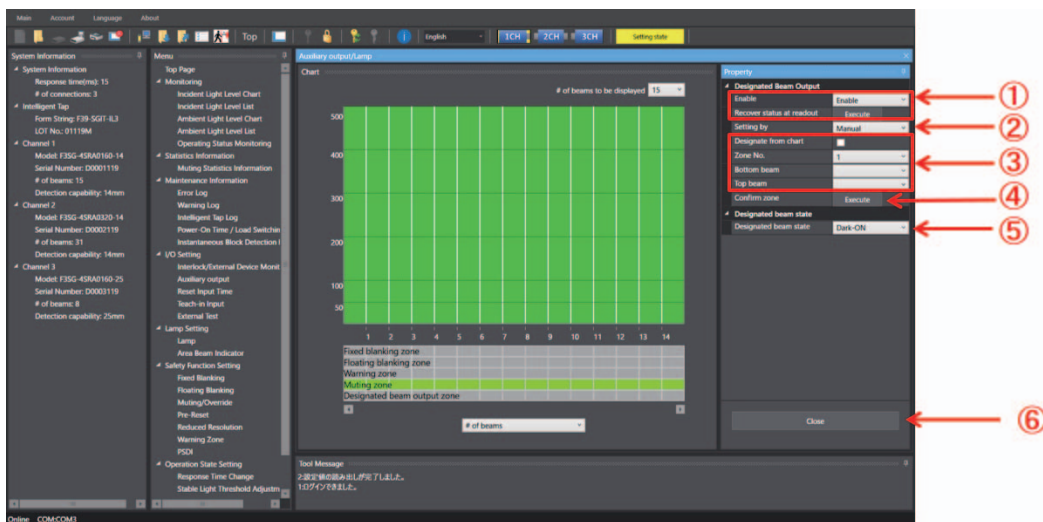 Main Account Language About
Top English 1CH 2CH 3CH Setting state
System Information
System Information
Response time(ms): 15
# of connections: 3
Intelligent Tap
Form String: F39-SGIT-IL3
LOT No.: 01119M
Channel 1
Model: F3SG-4SRA0160-14
Serial Number: D0001119
# of beams: 15
Detection capability: 14mm
Channel 2
Model: F3SG-4SRA0320-14
Serial Number: D0002119
# of beams: 31
Detection capability: 14mm
Channel 3
Model: F3SG-4SRA0160-25
Serial Number: D0003119
# of beams: 8
Detection capability: 25mm
Menu
Top Page
Monitoring
Incident Light Level Chart
Incident Light Level List
Ambient Light Level Chart
Ambient Light Level List
Operating Status Monitoring
Statistics Information
Muting Statistics Information
Maintenance Information
Error Log
Warning Log
Intelligent Tap Log
Power-On Time / Load Switchin
Instantaneous Block Detection I
I/O Setting
Interlock/External Device Monit
Auxiliary output
Reset Input Time
Teach-in Input
External Test
Lamp Setting
Lamp
Area Beam Indicator
Safety Function Setting
Fixed Blanking
Floating Blanking
Muting/Override
Pre-Reset
Reduced Resolution
Warning Zone
PSDI
Operation State Setting
Response Time Change
Stable Light Threshold Adjustm
Auxiliary output/Lamp
Chart
# of beams to be displayed 15
500
400
300
200
100
50
1 2 3 4 5 6 7 8 9 10 11 12 13 14
Fixed blanking zone
Floating blanking zone
Warning zone
Muting zone
Designated beam output zone
# of beams
Property
Designated Beam Output
Enable Enable
Recover status at readout Execute
①
Setting by Manual
②
Designate from chart
Zone No. 1
③
Bottom beam
Top beam
Confirm zone Execute
④
Designated beam state
Designated beam state Dark-ON
⑤
Close
⑥
Tool Message
2:設定値の読み出しが完了しました。
1:ログインできました。
Online COM:COM3